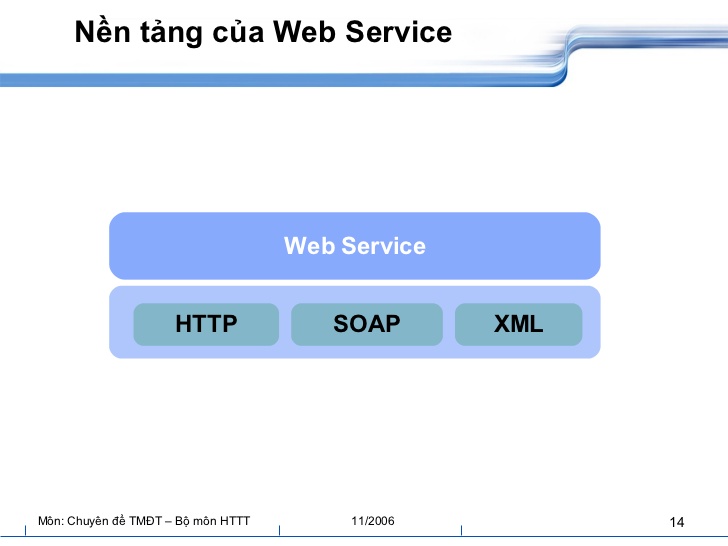 Nền tảng của Web Service
Web Service
HTTP
SOAP
XML
Môn: Chuyên đề TMĐT – Bộ môn HTTT
11/2006
14